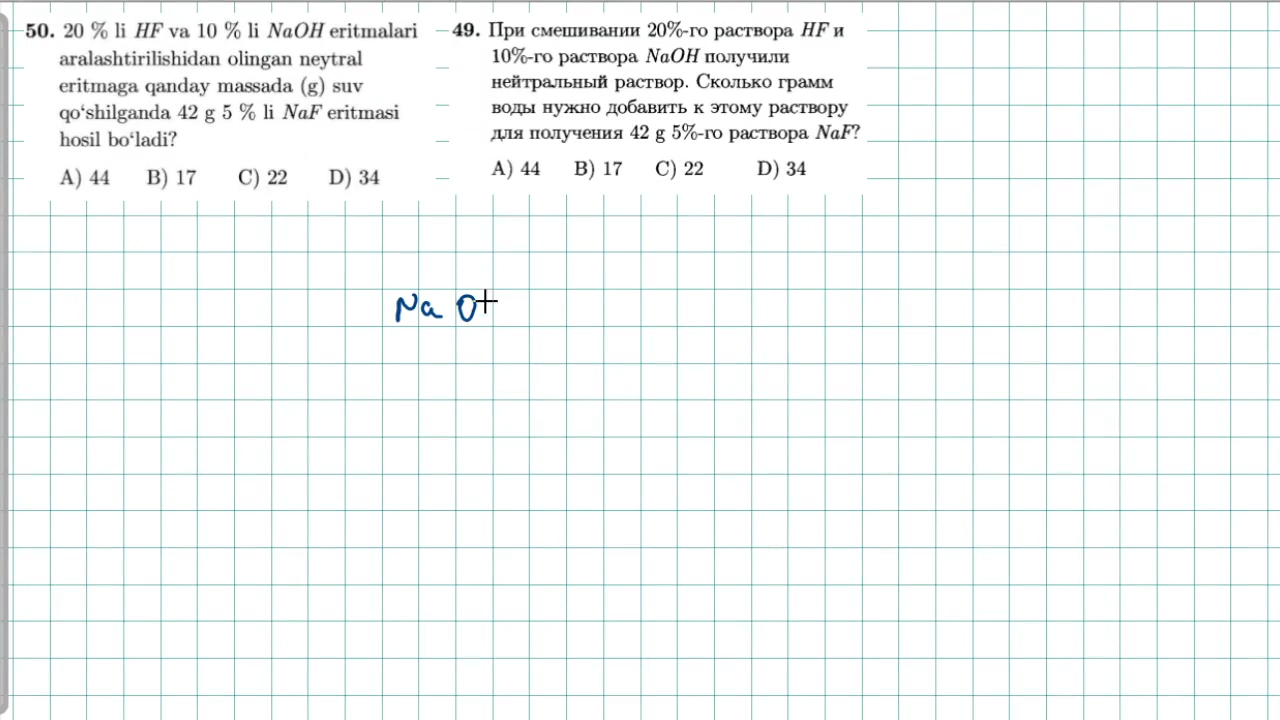 50. 20 % li HF va 10 % li NaOH eritmalari
aralashtirilishidan olingan neytral
eritmaga qanday massada (g) suv
qo‘shilganda 42 g 5 % li NaF eritmasi
hosil bo‘ladi?
A) 44 B) 17 C) 22 D) 34
49. При смешивании 20%-го раствора HF и
10%-го раствора NaOH получили
нейтральный раствор. Сколько грамм
воды нужно добавить к этому раствору
для получения 42 g 5%-го раствора NaF?
A) 44 B) 17 C) 22 D) 34
Na O